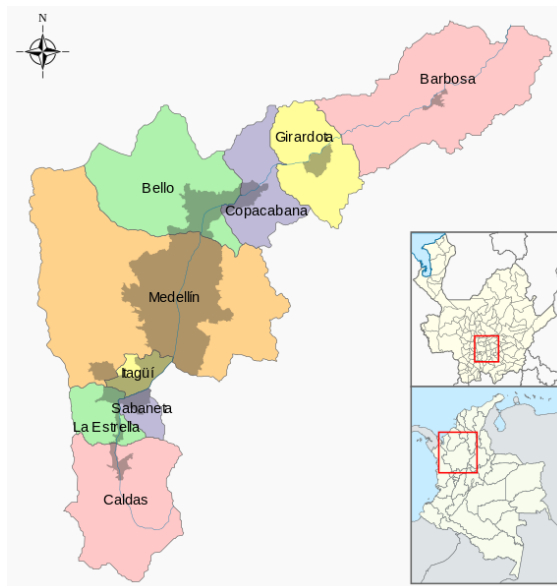 N
Barbosa
Girardota
Bello
Copacabana
Medellín
Itagüí
Sabaneta
La Estrella
Caldas